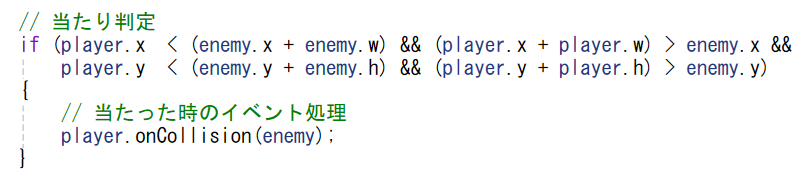 // 当たり判定
if (player.x  < (enemy.x + enemy.w) && (player.x + player.w) > enemy.x &&
    player.y  < (enemy.y + enemy.h) && (player.y + player.h) > enemy.y)
{
    // 当たった時のイベント処理
    player.onCollision(enemy);
}